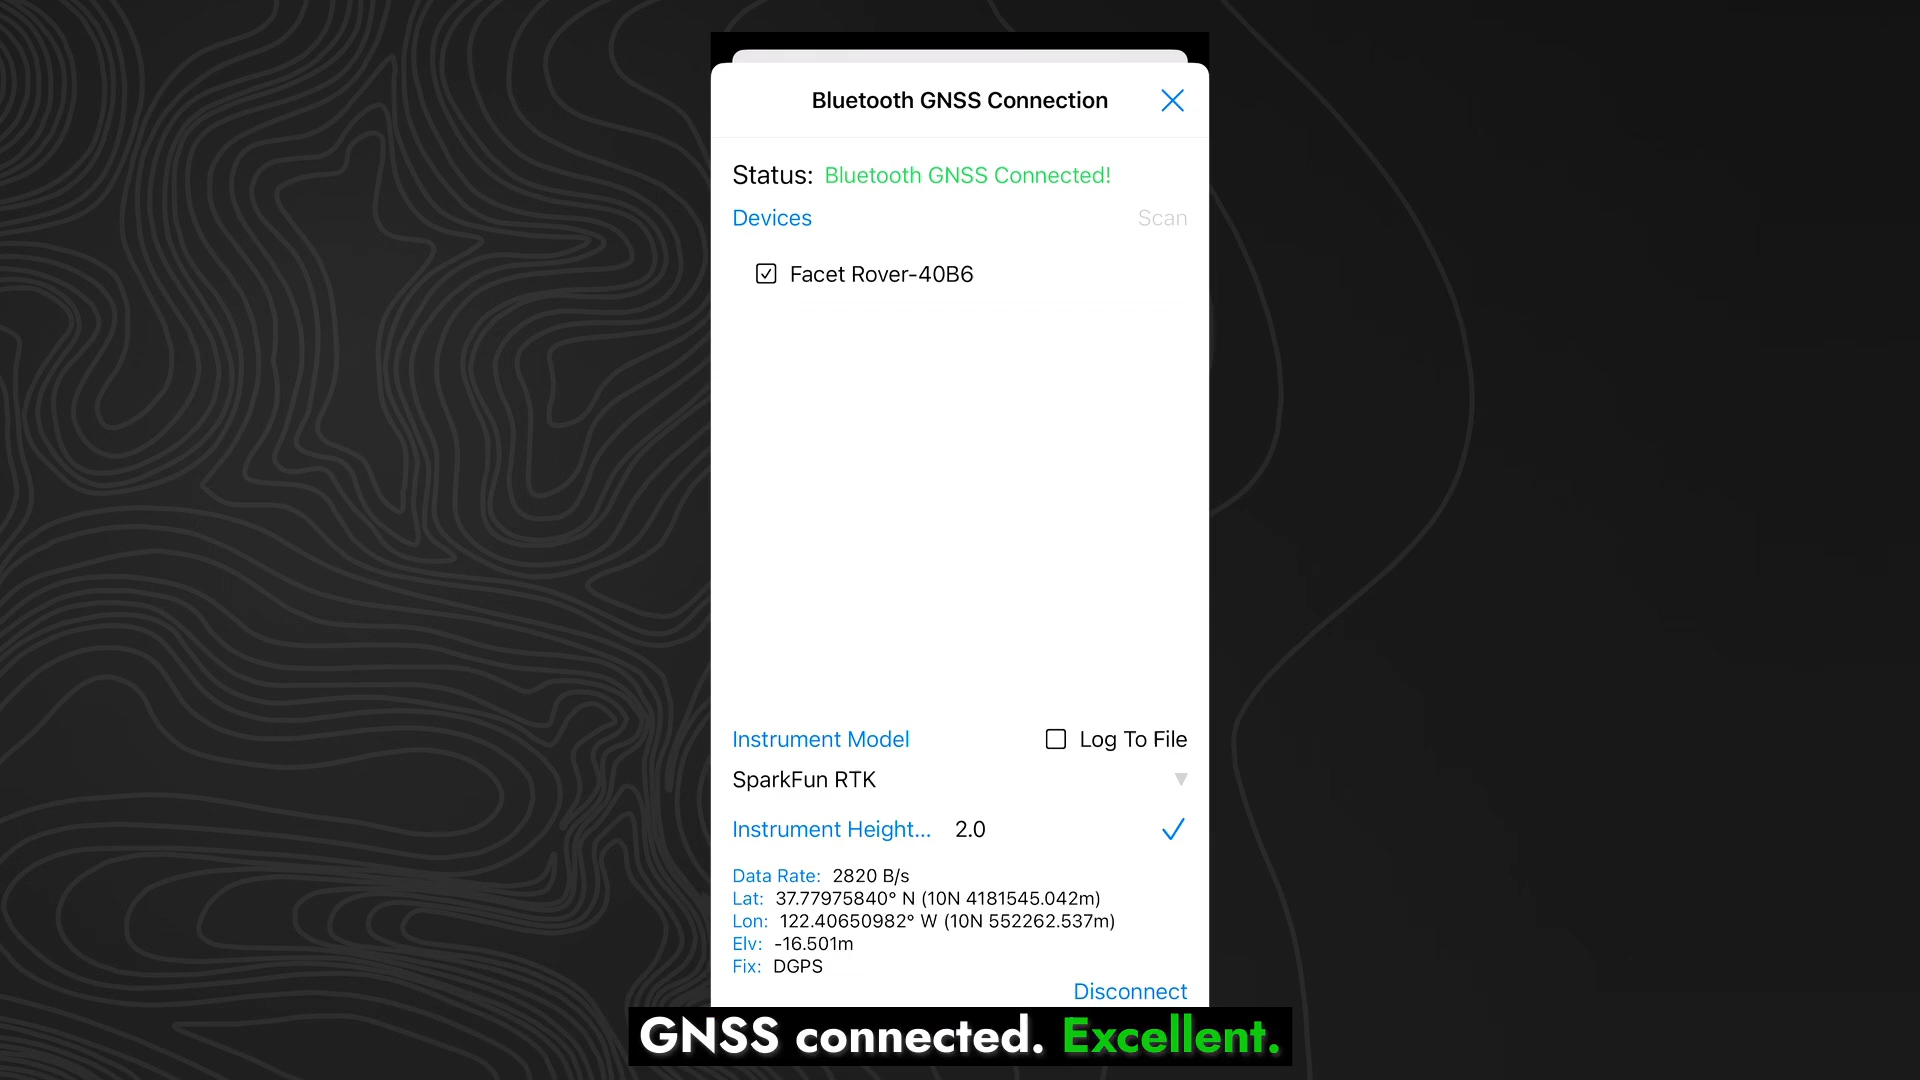 Bluetooth GNSS Connection
Status: Bluetooth GNSS Connected!
Devices Scan
Facet Rover-40B6
Instrument Model Log To File
SparkFun RTK
Instrument Height... 2.0
Data Rate: 2820 B/s
Lat: 37.77975840° N (10N 4181545.042m)
Lon: 122.40650982° W (10N 552262.537m)
Elv: -16.501m
Fix: DGPS
Disconnect
GNSS connected. Excellent.